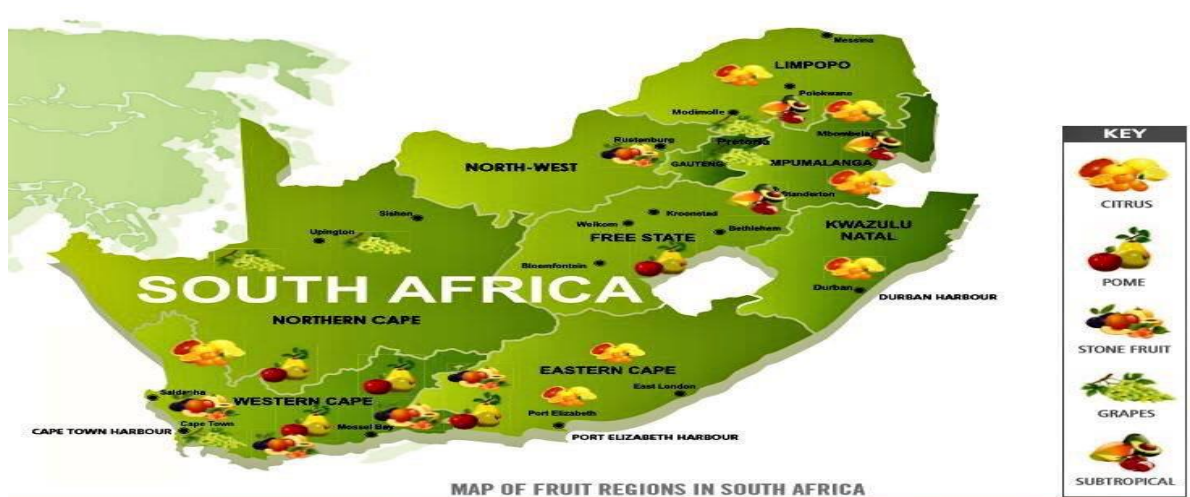 Messina
LIMPOPO
Polokwane
Modimolle
Mbombela
Rustenburg
Pretoria
GAUTENG
MPUMALANGA
NORTH-WEST
Standerton
Sishen
Upington
Welkom
Kroonstad
Bethlehem
FREE STATE
KWAZULU
NATAL
Bloemfontein
SOUTH AFRICA
Durban
DURBAN HARBOUR
NORTHERN CAPE
EASTERN CAPE
East London
Saldanha
WESTERN CAPE
Port Elizabeth
Cape Town
CAPE TOWN HARBOUR
Mossel Bay
PORT ELIZABETH HARBOUR
MAP OF FRUIT REGIONS IN SOUTH AFRICA
KEY
CITRUS
POME
STONE FRUIT
GRAPES
SUBTROPICAL